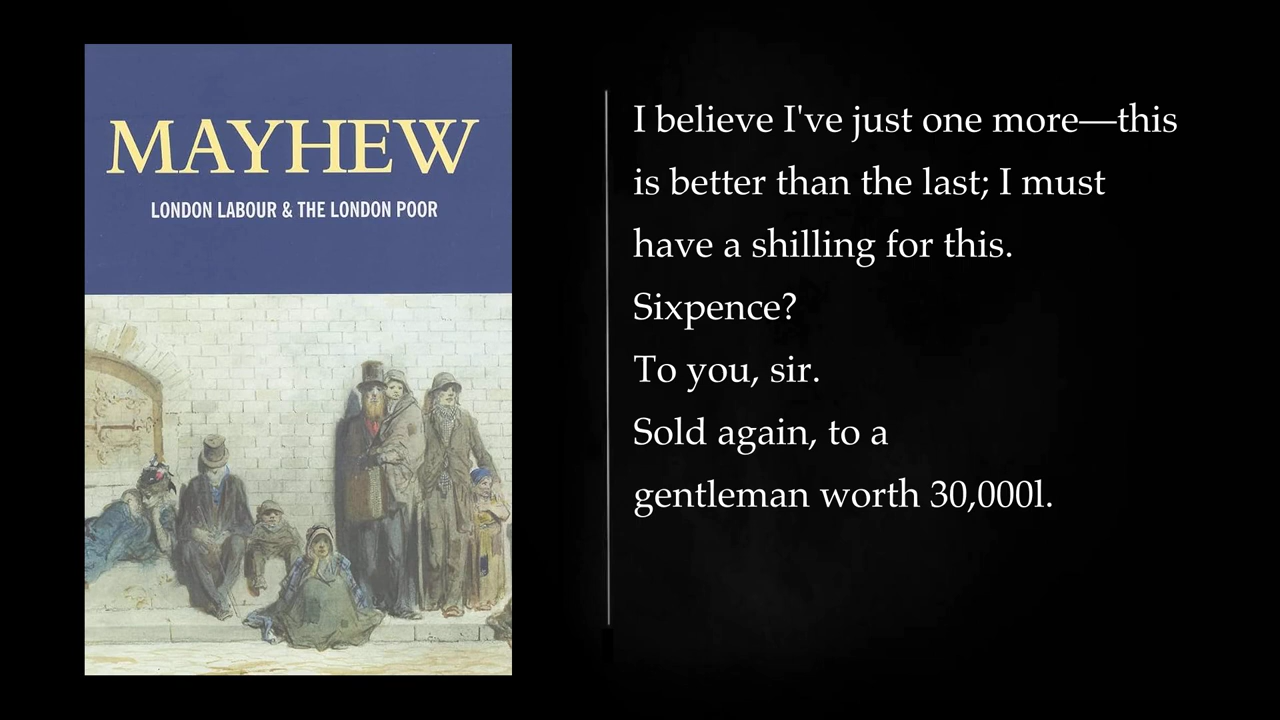 MAYHEW
LONDON LABOUR & THE LONDON POOR
I believe I've just one more—this
is better than the last; I must
have a shilling for this.
Sixpence?
To you, sir.
Sold again, to a
gentleman worth 30,000l.